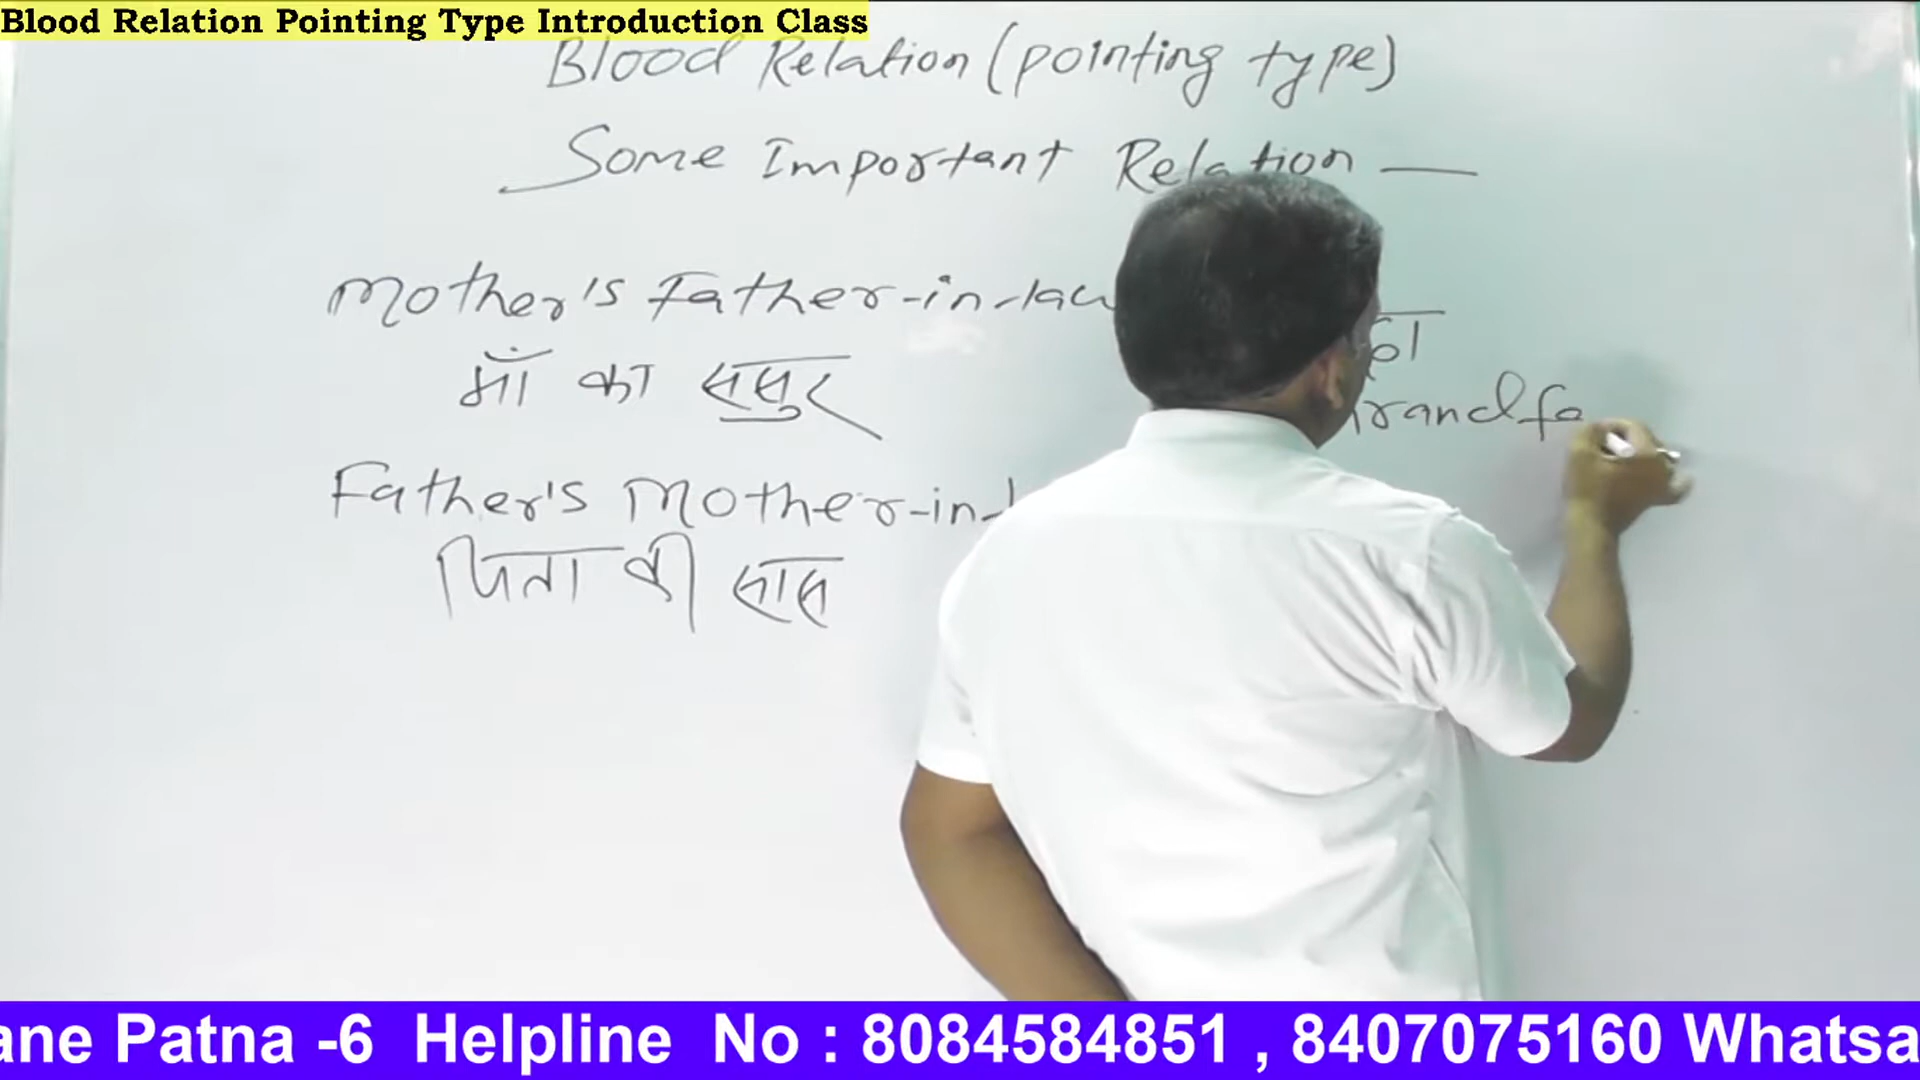 Blood Relation Pointing Type Introduction Class
Blood Relation (pointing type)
Some Important Relation —
Mother's Father-in-law
माँ का ससुर
Grandfa
Father's Mother-in-l
पिता की सास
ane Patna -6 Helpline No : 8084584851 , 8407075160 Whatsa